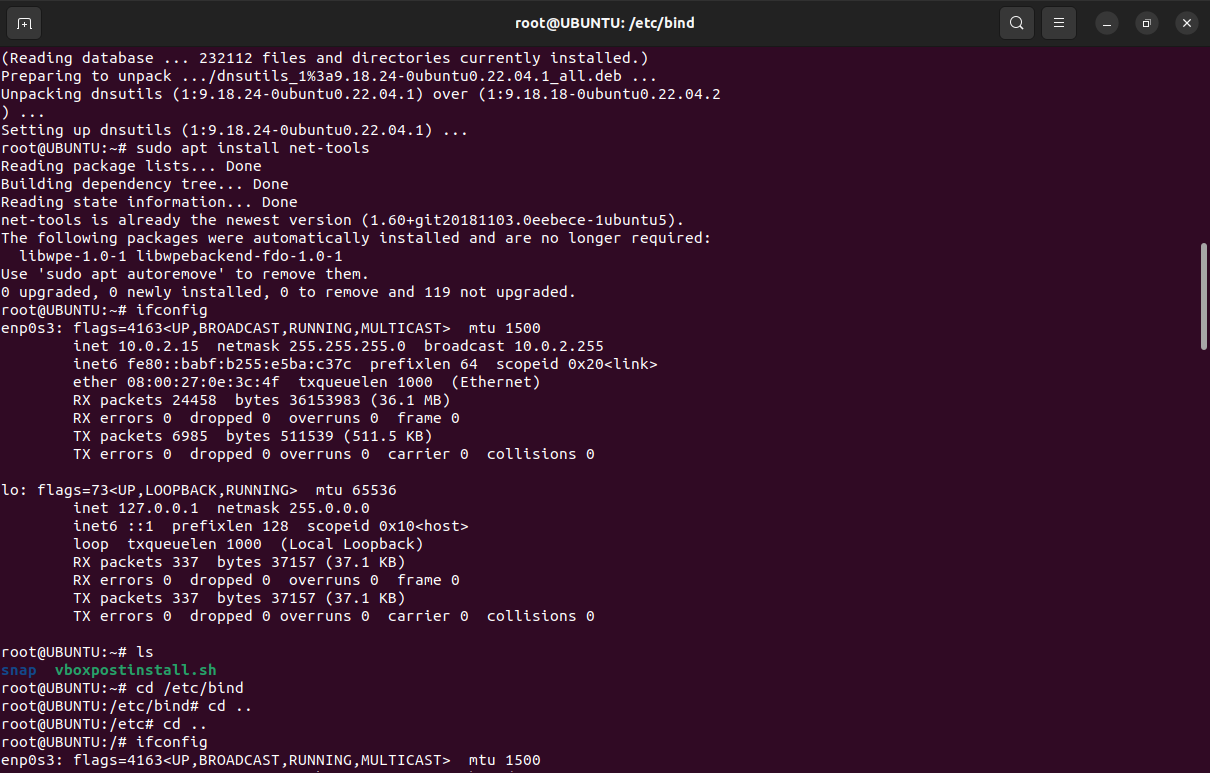 root@UBUNTU: /etc/bind
(Reading database ... 232112 files and directories currently installed.)
Preparing to unpack .../dnsutils_1%3a9.18.24-0ubuntu0.22.04.1_all.deb ...
Unpacking dnsutils (1:9.18.24-0ubuntu0.22.04.1) over (1:9.18.18-0ubuntu0.22.04.2
) ...
Setting up dnsutils (1:9.18.24-0ubuntu0.22.04.1) ...
root@UBUNTU:~# sudo apt install net-tools
Reading package lists... Done
Building dependency tree... Done
Reading state information... Done
net-tools is already the newest version (1.60+git20181103.0eebece-1ubuntu5).
The following packages were automatically installed and are no longer required:
  libwpe-1.0-1 libwpebackend-fdo-1.0-1
Use 'sudo apt autoremove' to remove them.
0 upgraded, 0 newly installed, 0 to remove and 119 not upgraded.
root@UBUNTU:~# ifconfig
enp0s3: flags=4163<UP,BROADCAST,RUNNING,MULTICAST>  mtu 1500
        inet 10.0.2.15  netmask 255.255.255.0  broadcast 10.0.2.255
        inet6 fe80::babf:b255:e5ba:c37c  prefixlen 64  scopeid 0x20<link>
        ether 08:00:27:0e:3c:4f  txqueuelen 1000  (Ethernet)
        RX packets 24458  bytes 36153983 (36.1 MB)
        RX errors 0  dropped 0  overruns 0  frame 0
        TX packets 6985  bytes 511539 (511.5 KB)
        TX errors 0  dropped 0 overruns 0  carrier 0  collisions 0
lo: flags=73<UP,LOOPBACK,RUNNING>  mtu 65536
        inet 127.0.0.1  netmask 255.0.0.0
        inet6 ::1  prefixlen 128  scopeid 0x10<host>
        loop  txqueuelen 1000  (Local Loopback)
        RX packets 337  bytes 37157 (37.1 KB)
        RX errors 0  dropped 0  overruns 0  frame 0
        TX packets 337  bytes 37157 (37.1 KB)
        TX errors 0  dropped 0 overruns 0  carrier 0  collisions 0
root@UBUNTU:~# ls
snap  vboxpostinstall.sh
root@UBUNTU:~# cd /etc/bind
root@UBUNTU:/etc/bind# cd ..
root@UBUNTU:/etc# cd ..
root@UBUNTU:/# ifconfig
enp0s3: flags=4163<UP,BROADCAST,RUNNING,MULTICAST>  mtu 1500